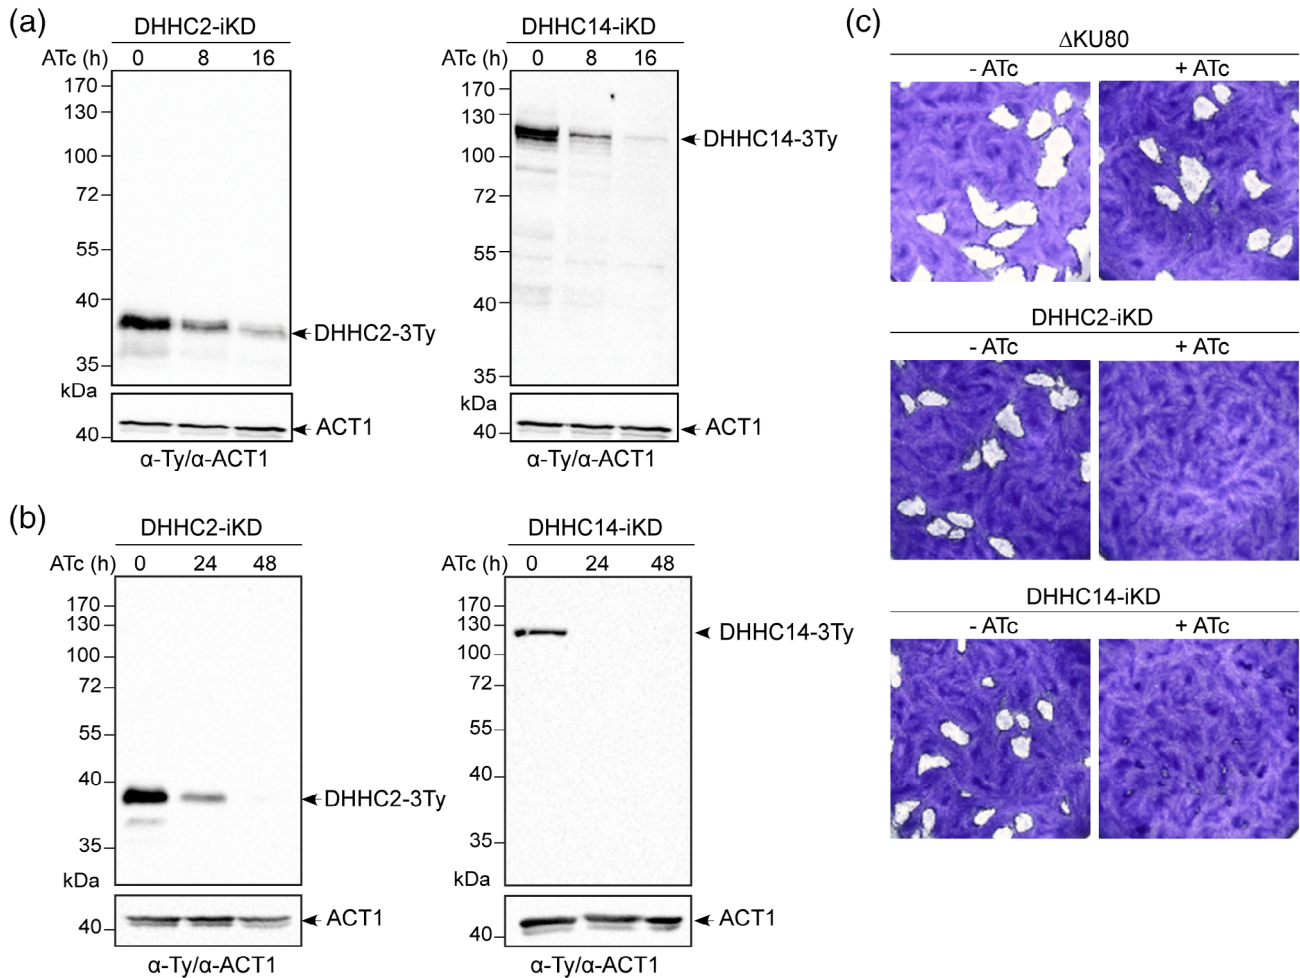 (a)
DHHC2-iKD
ATc (h) 0 8 16
170
130
100
72
55
40
35
kDa
DHHC2-3Ty
40
ACT1
α-Ty/α-ACT1
DHHC14-iKD
0 8 16
170
130
100
72
55
40
35
kDa
DHHC14-3Ty
40
ACT1
α-Ty/α-ACT1
(b)
DHHC2-iKD
ATc (h) 0 24 48
170
130
100
72
55
40
35
kDa
DHHC2-3Ty
40
ACT1
α-Ty/α-ACT1
DHHC14-iKD
ATc (h) 0 24 48
170
130
100
72
55
40
35
kDa
DHHC14-3Ty
40
ACT1
α-Ty/α-ACT1
(c)
ΔKU80
- ATc + ATc
DHHC2-iKD
- ATc + ATc
DHHC14-iKD
- ATc + ATc